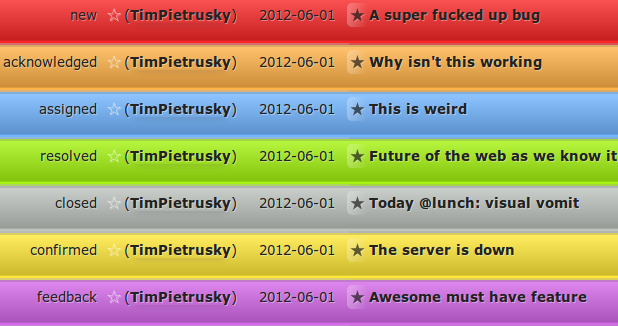 new ☆ (TimPietrusky) 2012-06-01 ★ A super fucked up bug
acknowledged ☆ (TimPietrusky) 2012-06-01 ★ Why isn't this working
assigned ☆ (TimPietrusky) 2012-06-01 ★ This is weird
resolved ☆ (TimPietrusky) 2012-06-01 ★ Future of the web as we know it
closed ☆ (TimPietrusky) 2012-06-01 ★ Today @lunch: visual vomit
confirmed ☆ (TimPietrusky) 2012-06-01 ★ The server is down
feedback ☆ (TimPietrusky) 2012-06-01 ★ Awesome must have feature